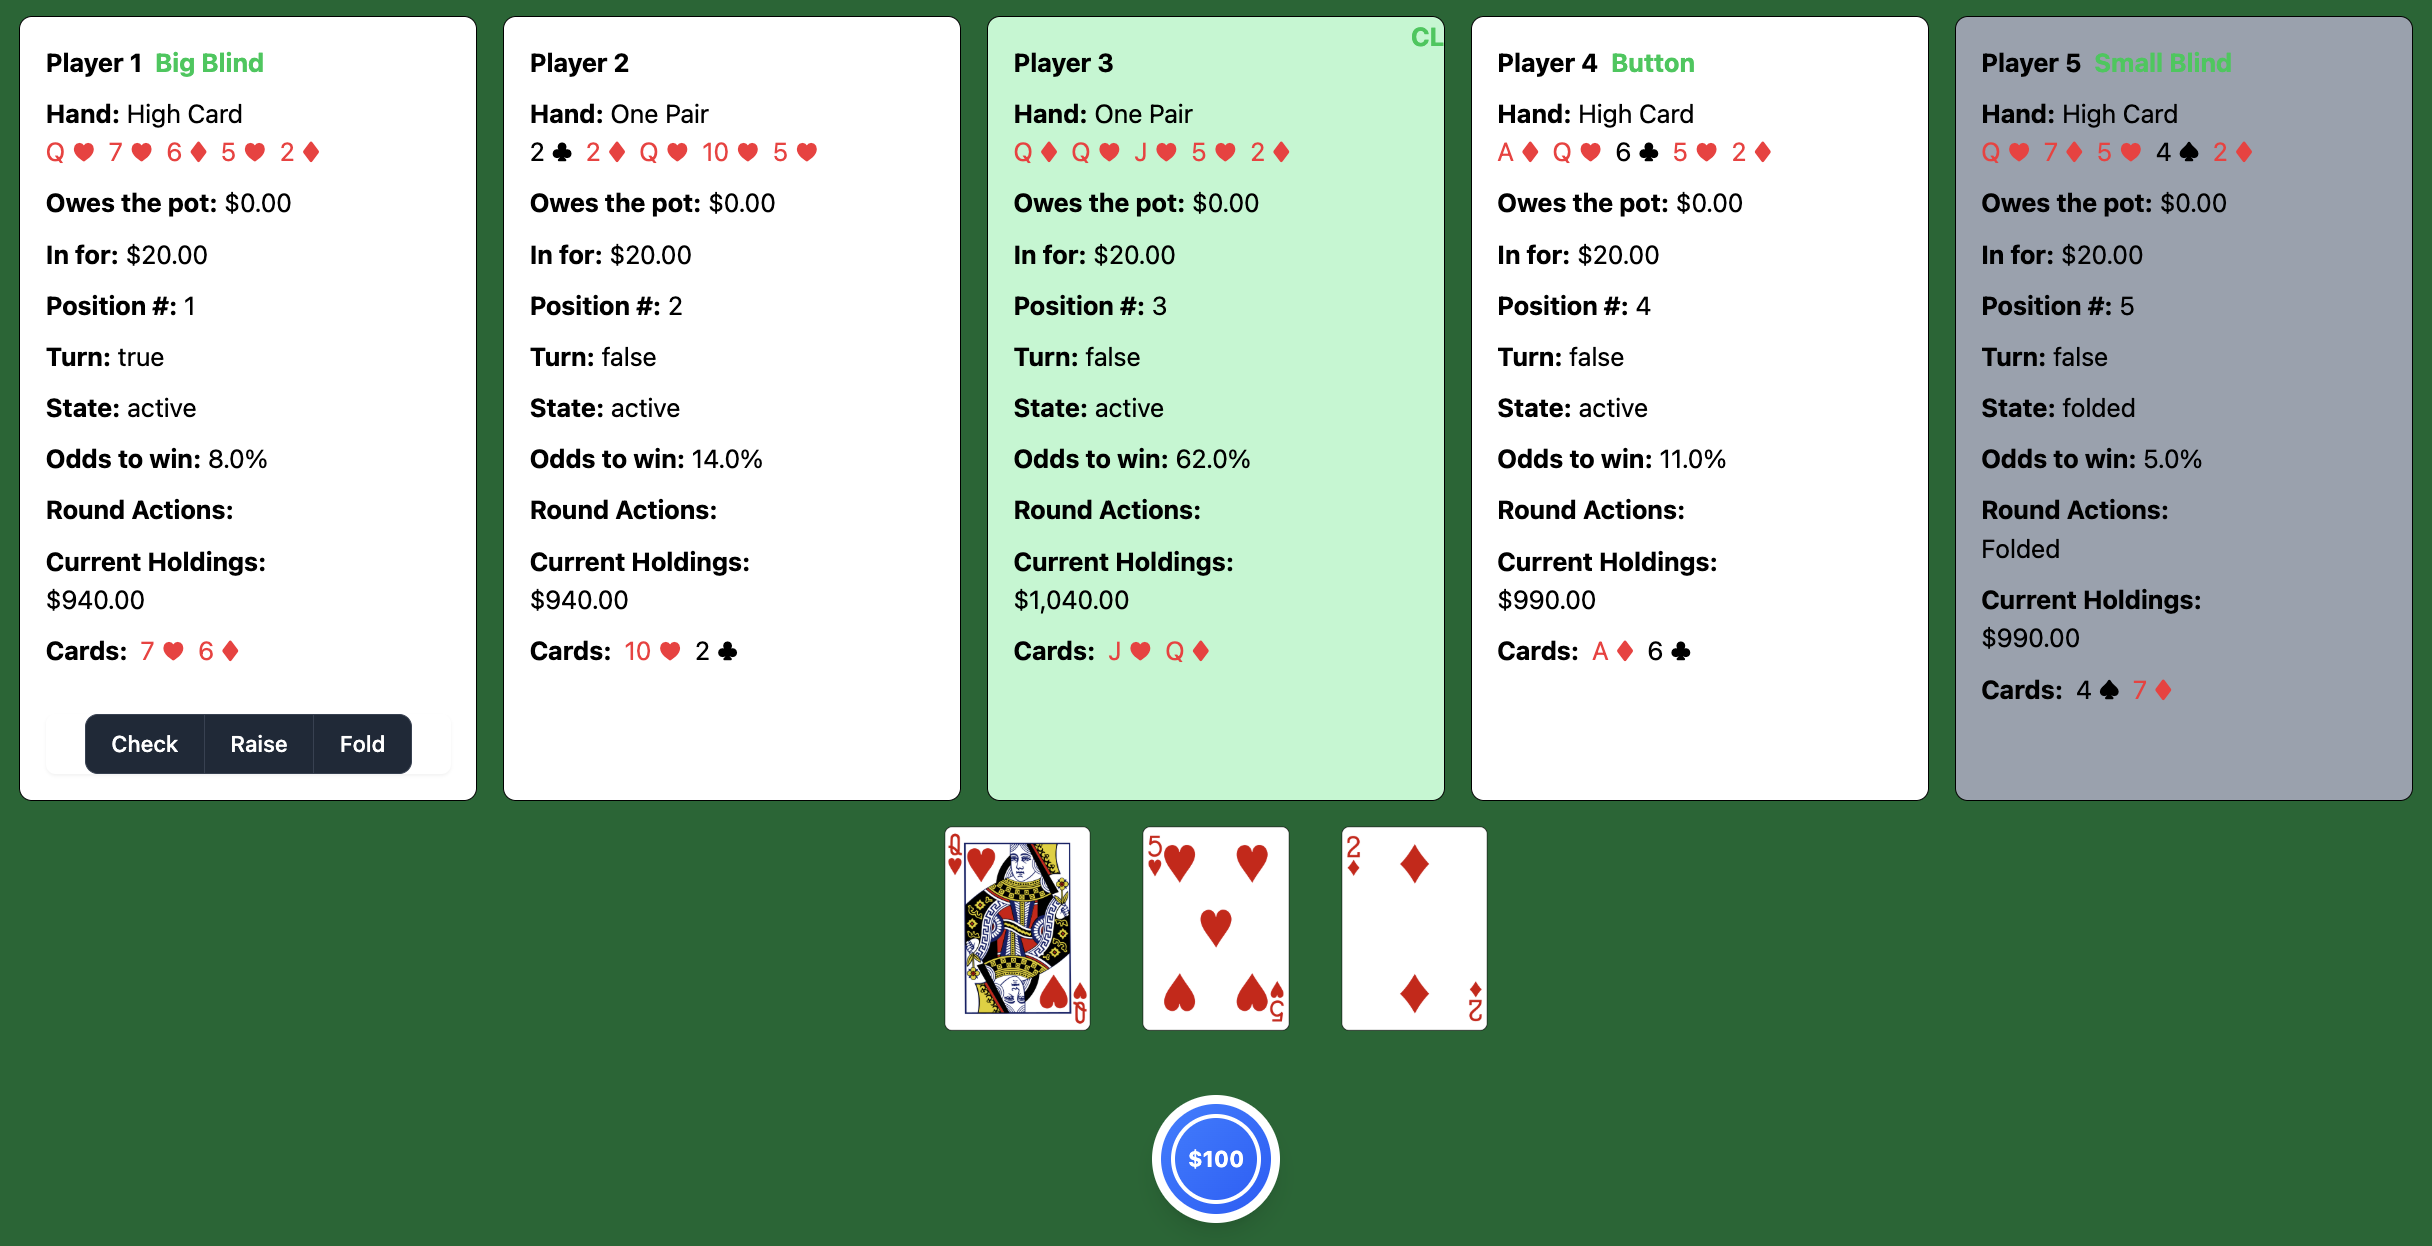 Player 1 Big Blind
Hand: High Card
Q♥ 7♥ 6♦ 5♥ 2♦
Owes the pot: $0.00
In for: $20.00
Position #: 1
Turn: true
State: active
Odds to win: 8.0%
Round Actions:
Current Holdings:
$940.00
Cards: 7♥ 6♦
Check Raise Fold
Player 2
Hand: One Pair
2♣ 2♦ Q♥ 10♥ 5♥
Owes the pot: $0.00
In for: $20.00
Position #: 2
Turn: false
State: active
Odds to win: 14.0%
Round Actions:
Current Holdings:
$940.00
Cards: 10♥ 2♣
CL
Player 3
Hand: One Pair
Q♦ Q♥ J♥ 5♥ 2♦
Owes the pot: $0.00
In for: $20.00
Position #: 3
Turn: false
State: active
Odds to win: 62.0%
Round Actions:
Current Holdings:
$1,040.00
Cards: J♥ Q♦
Player 4 Button
Hand: High Card
A♦ Q♥ 6♣ 5♥ 2♦
Owes the pot: $0.00
In for: $20.00
Position #: 4
Turn: false
State: active
Odds to win: 11.0%
Round Actions:
Current Holdings:
$990.00
Cards: A♦ 6♣
Player 5 Small Blind
Hand: High Card
Q♥ 7♦ 5♥ 4♠ 2♦
Owes the pot: $0.00
In for: $20.00
Position #: 5
Turn: false
State: folded
Odds to win: 5.0%
Round Actions:
Folded
Current Holdings:
$990.00
Cards: 4♠ 7♦
Q 5 2
Q 5 2
$100